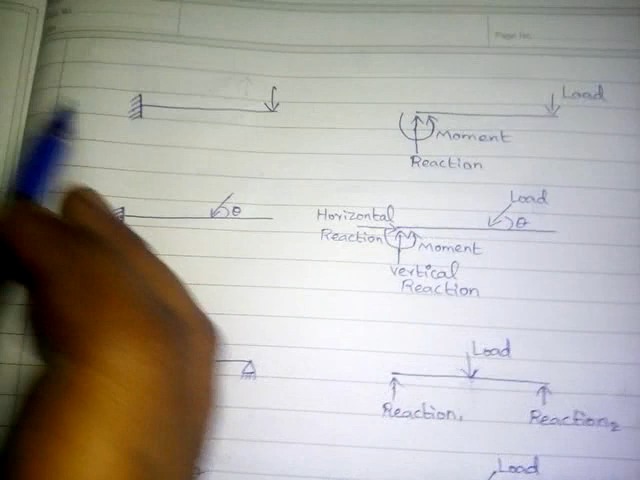 Page No.
Load
Moment
Reaction
θ
Horizontal
Reaction
Load
θ
Moment
Vertical
Reaction
Load
Reaction₁
Reaction₂
Load